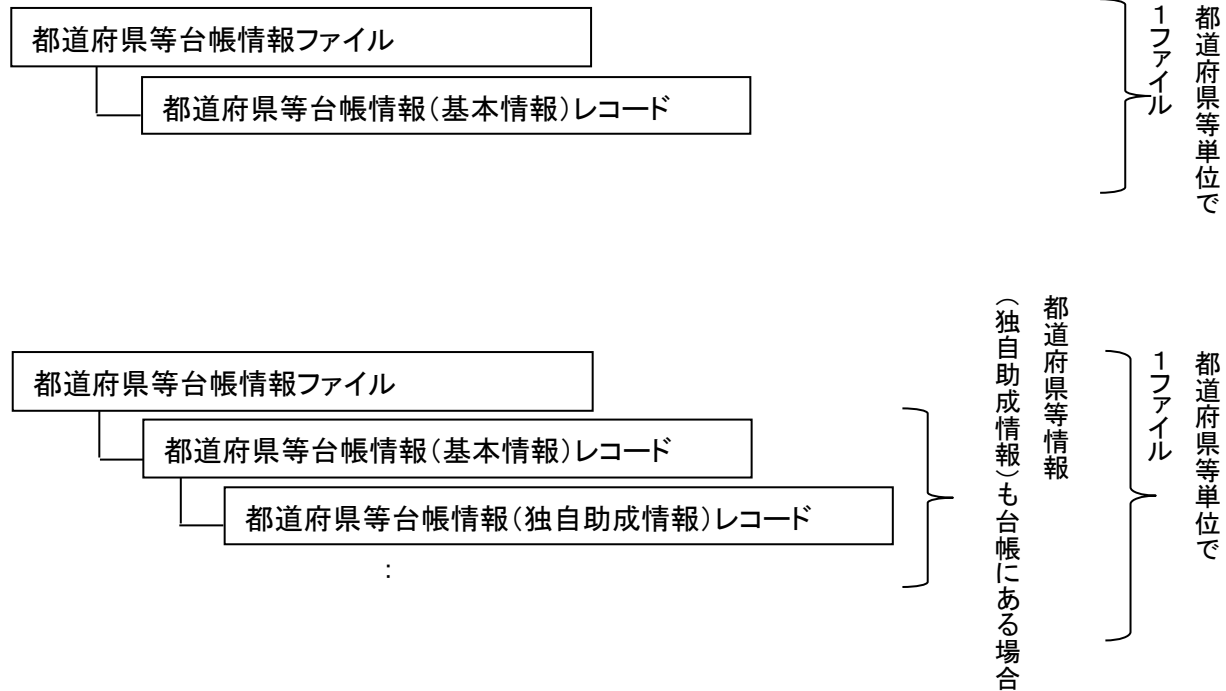 都道府県等台帳情報ファイル
都道府県等台帳情報（基本情報）レコード
都道府県等単位で
１ファイル
都道府県等台帳情報ファイル
都道府県等台帳情報（基本情報）レコード
都道府県等台帳情報（独自助成情報）レコード
：
都道府県等情報
（独自助成情報）も台帳にある場合
都道府県等単位で
１ファイル